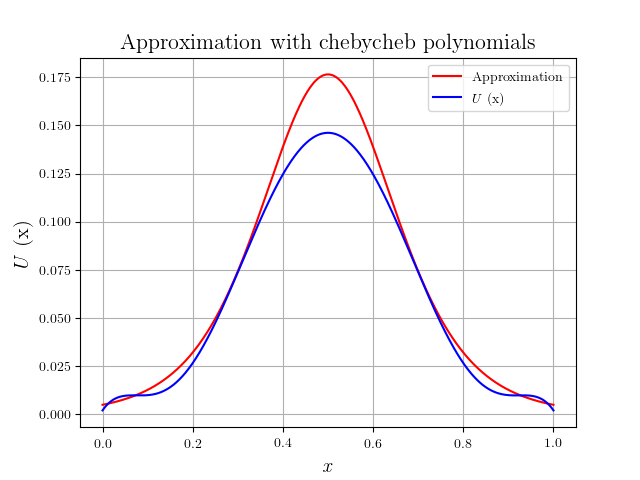 Approximation with chebycheb polynomials
Approximation
U (x)
U (x)
0.175
0.150
0.125
0.100
0.075
0.050
0.025
0.000
0.0 0.2 0.4 0.6 0.8 1.0
x